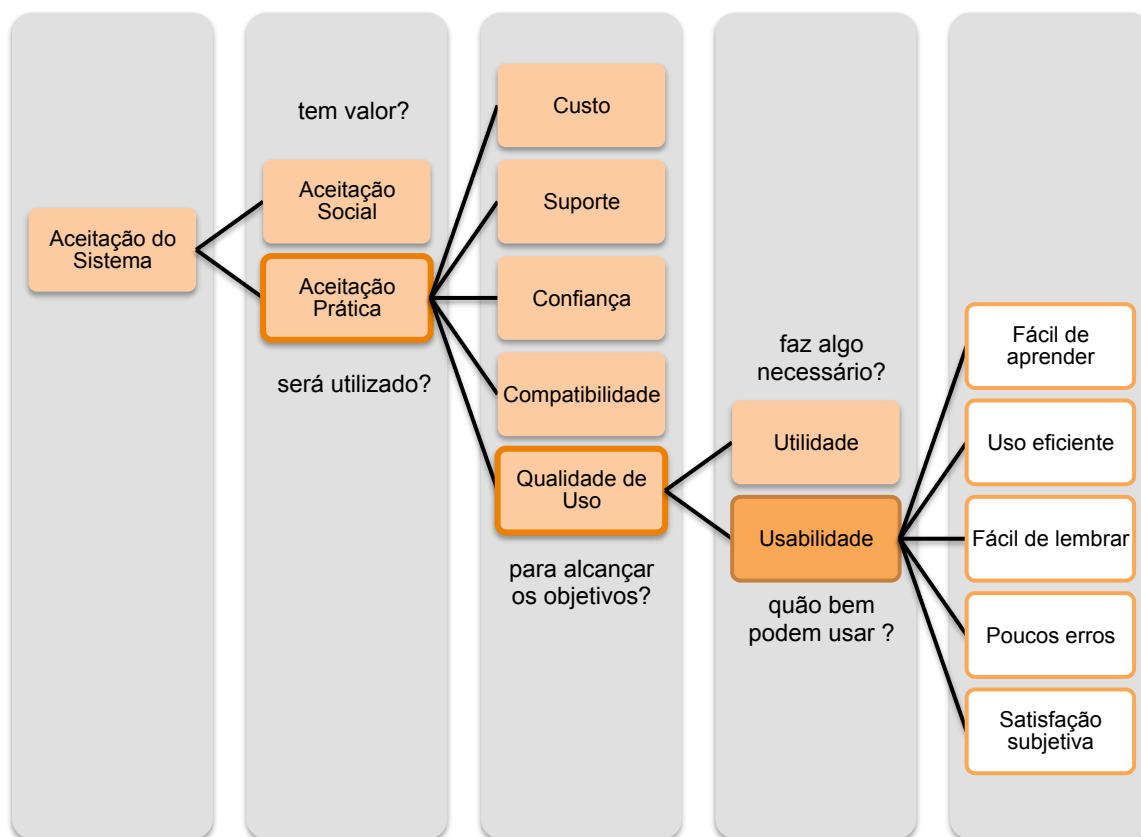 Aceitação do
Sistema
tem valor?
Aceitação
Social
Aceitação
Prática
será utilizado?
Custo
Suporte
Confiança
Compatibilidade
Qualidade de
Uso
para alcançar
os objetivos?
faz algo
necessário?
Utilidade
Usabilidade
quão bem
podem usar ?
Fácil de
aprender
Uso eficiente
Fácil de lembrar
Poucos erros
Satisfação
subjetiva